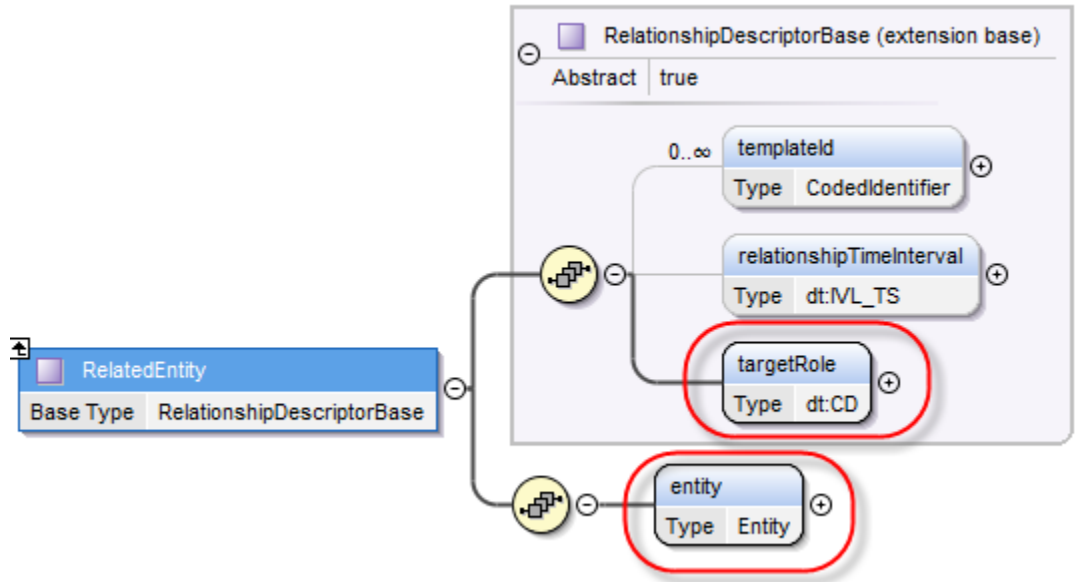 RelationshipDescriptorBase (extension base)
Abstract true
0..∞ templateId
Type CodedIdentifier
relationshipTimeInterval
Type dt:IVL_TS
targetRole
Type dt:CD
RelatedEntity
Base Type RelationshipDescriptorBase
entity
Type Entity